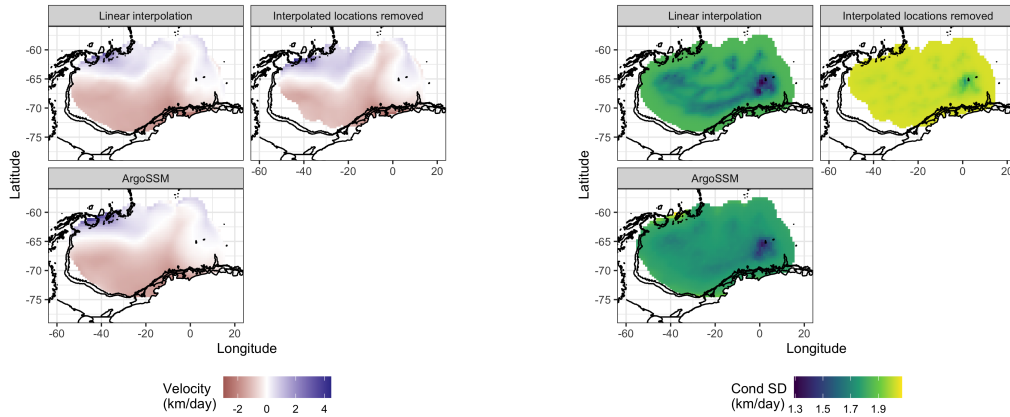 Linear interpolation
Interpolated locations removed
-60
-65
-70
-75
ArgoSSM
-60
-65
-70
-75
-60 -40 -20 0 20
-60 -40 -20 0 20
Latitude
Longitude
Velocity
(km/day)
-2 0 2 4
Linear interpolation
Interpolated locations removed
-60
-65
-70
-75
ArgoSSM
-60
-65
-70
-75
-60 -40 -20 0 20
-60 -40 -20 0 20
Latitude
Longitude
Cond SD
(km/day)
1.3 1.5 1.7 1.9